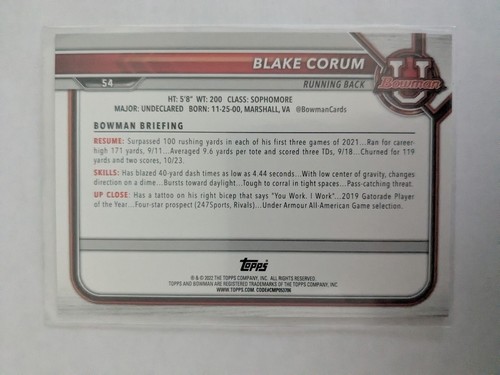 BLAKE CORUM
54
RUNNING BACK
U
Bowman
HT: 5'8" WT: 200 CLASS: SOPHOMORE
MAJOR: UNDECLARED BORN: 11-25-00, MARSHALL, VA @BowmanCards
BOWMAN BRIEFING
RESUME: Surpassed 100 rushing yards in each of his first three games of 2021...Ran for career-
high 171 yards, 9/11...Averaged 9.6 yards per tote and scored three TDs, 9/18...Churned for 119
yards and two scores, 10/23.
SKILLS: Has blazed 40-yard dash times as low as 4.44 seconds...With low center of gravity, changes
direction on a dime...Bursts toward daylight...Tough to corral in tight spaces...Pass-catching threat.
UP CLOSE: Has a tattoo on his right bicep that says "You Work. I Work"...2019 Gatorade Player
of the Year...Four-star prospect (247Sports, Rivals)...Under Armour All-American Game selection.
Topps
® & © 2022 THE TOPPS COMPANY, INC. ALL RIGHTS RESERVED.
TOPPS AND BOWMAN ARE REGISTERED TRADEMARKS OF THE TOPPS COMPANY, INC.
WWW.TOPPS.COM. CODE#CMP053786